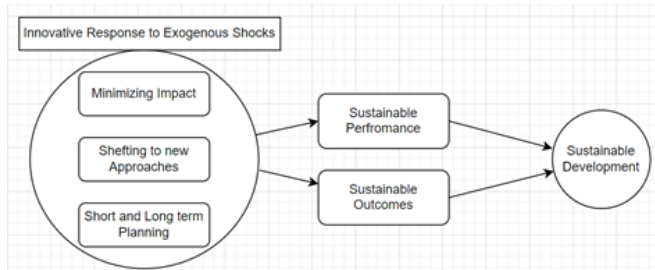 Innovative Response to Exogenous Shocks
Minimizing Impact
Shefting to new
Approaches
Short and Long term
Planning
Sustainable
Perfromance
Sustainable
Outcomes
Sustainable
Development